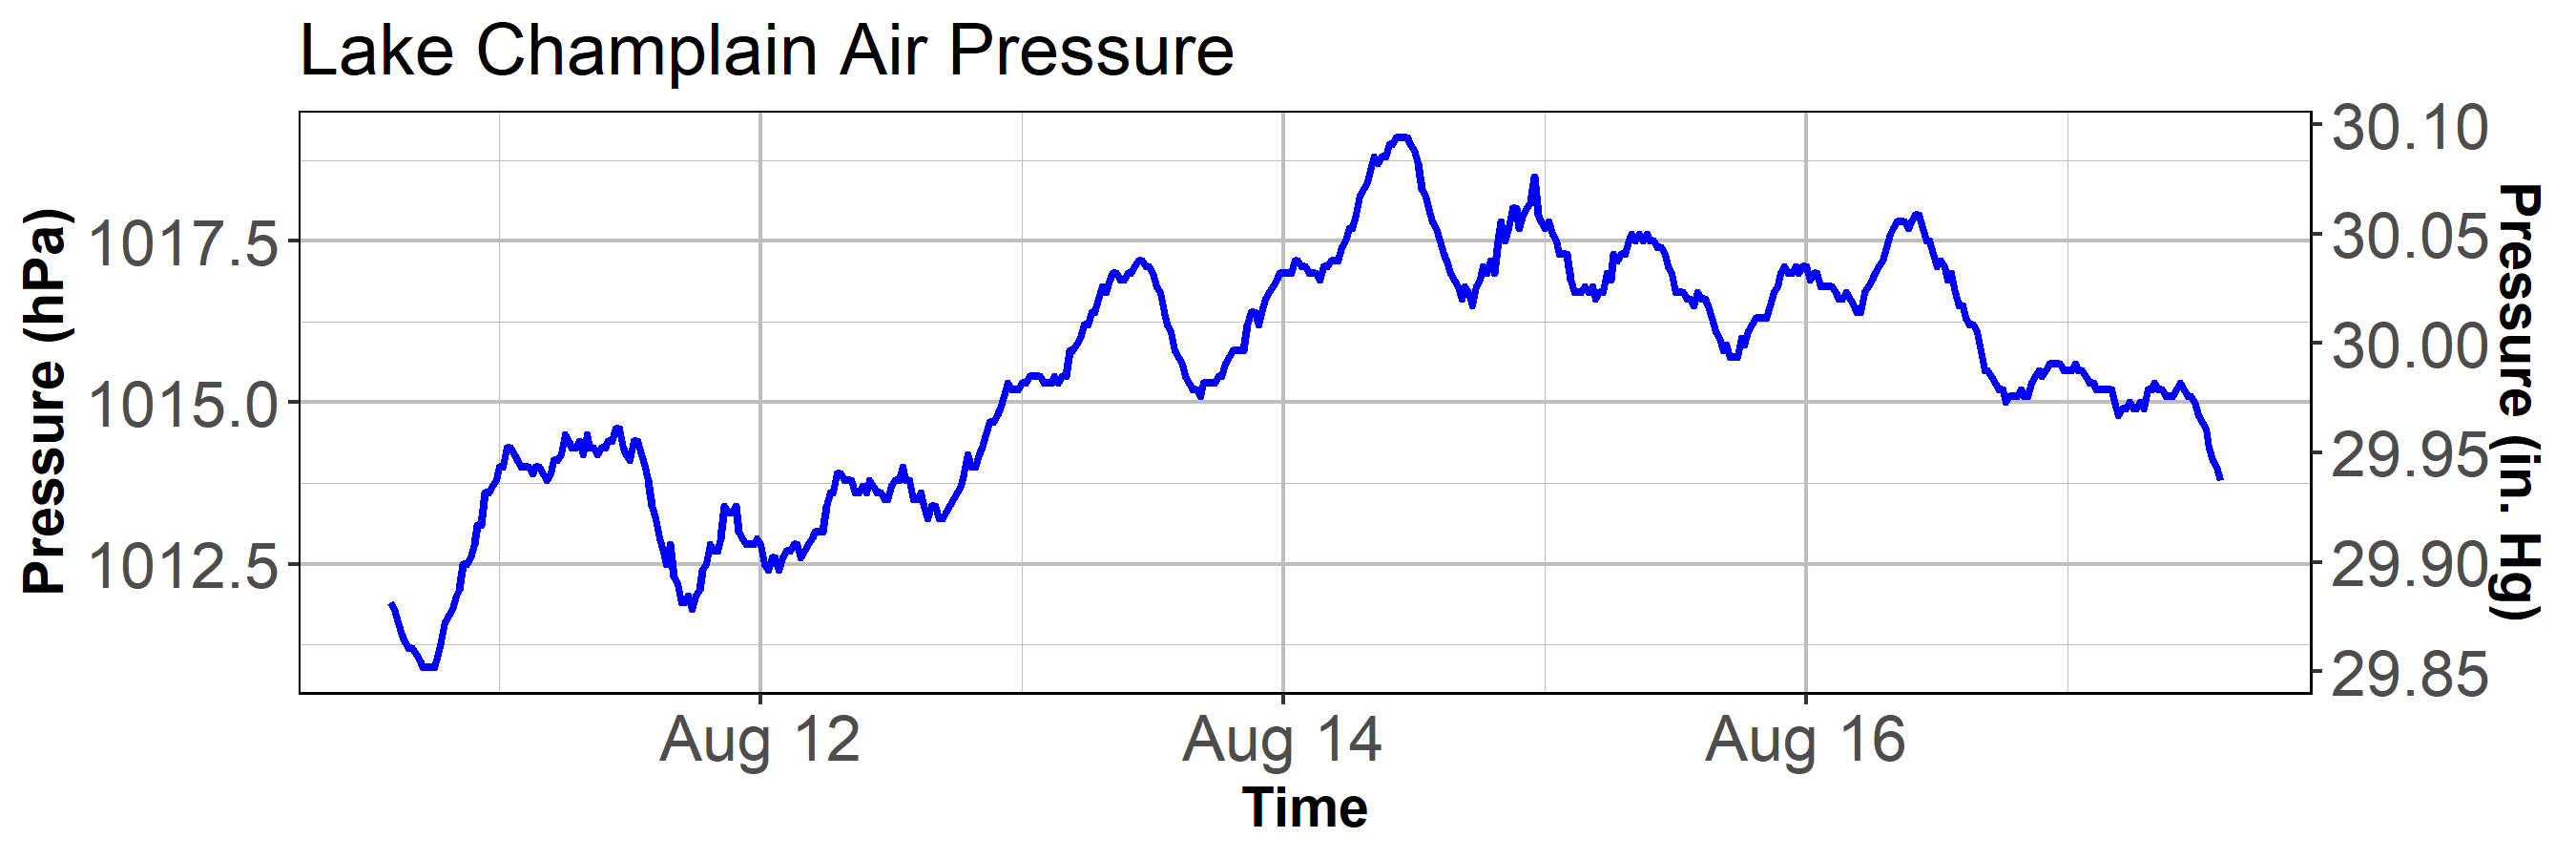 Lake Champlain Air Pressure
Pressure (hPa)
1017.5
1015.0
1012.5
30.10
30.05
30.00
29.95
29.90
29.85
Pressure (in. Hg)
Aug 12
Aug 14
Aug 16
Time